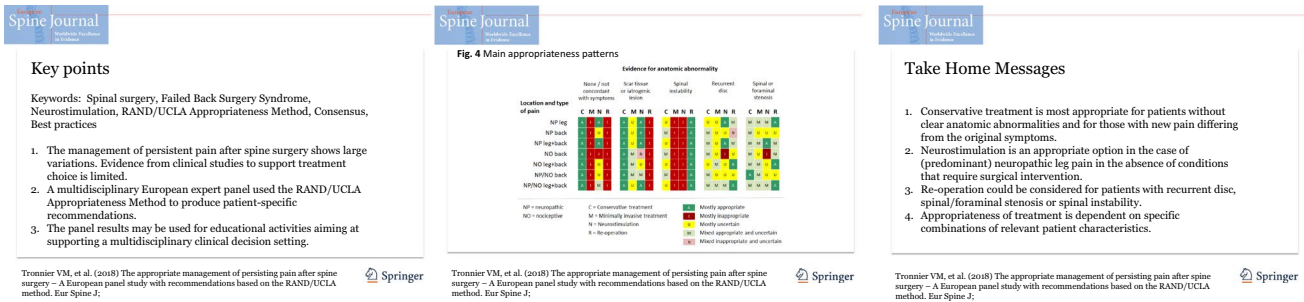 European
Spine Journal
Worldwide Excellence
in Evidence
Key points
Keywords: Spinal surgery, Failed Back Surgery Syndrome,
Neurostimulation, RAND/UCLA Appropriateness Method, Consensus,
Best practices
1. The management of persistent pain after spine surgery shows large
variations. Evidence from clinical studies to support treatment
choice is limited.
2. A multidisciplinary European expert panel used the RAND/UCLA
Appropriateness Method to produce patient-specific
recommendations.
3. The panel results may be used for educational activities aiming at
supporting a multidisciplinary clinical decision setting.
Tronnier VM, et al. (2018) The appropriate management of persisting pain after spine
surgery – A European panel study with recommendations based on the RAND/UCLA
method. Eur Spine J;
Springer
European
Spine Journal
Worldwide Excellence
in Evidence
Fig. 4 Main appropriateness patterns
Evidence for anatomic abnormality
None / not
concordant
with symptoms
Scar tissue
or iatrogenic
lesion
Spinal
instability
Recurrent
disc
Spinal or
foraminal
stenosis
Location and type
of pain
C M N R C M N R C M N R C M N R C M N R
NP leg
NP back
NP leg+back
NO back
NO leg+back
NP/NO back
NP/NO leg+back
NP = neuropathic
NO = nociceptive
C = Conservative treatment
M = Minimally invasive treatment
N = Neurostimulation
R = Re-operation
Mostly appropriate
Mostly inappropriate
Mostly uncertain
Mixed appropriate and uncertain
Mixed inappropriate and uncertain
Tronnier VM, et al. (2018) The appropriate management of persisting pain after spine
surgery – A European panel study with recommendations based on the RAND/UCLA
method. Eur Spine J;
Springer
European
Spine Journal
Worldwide Excellence
in Evidence
Take Home Messages
1. Conservative treatment is most appropriate for patients without
clear anatomic abnormalities and for those with new pain differing
from the original symptoms.
2. Neurostimulation is an appropriate option in the case of
(predominant) neuropathic leg pain in the absence of conditions
that require surgical intervention.
3. Re-operation could be considered for patients with recurrent disc,
spinal/foraminal stenosis or spinal instability.
4. Appropriateness of treatment is dependent on specific
combinations of relevant patient characteristics.
Tronnier VM, et al. (2018) The appropriate management of persisting pain after spine
surgery – A European panel study with recommendations based on the RAND/UCLA
method. Eur Spine J;
Springer